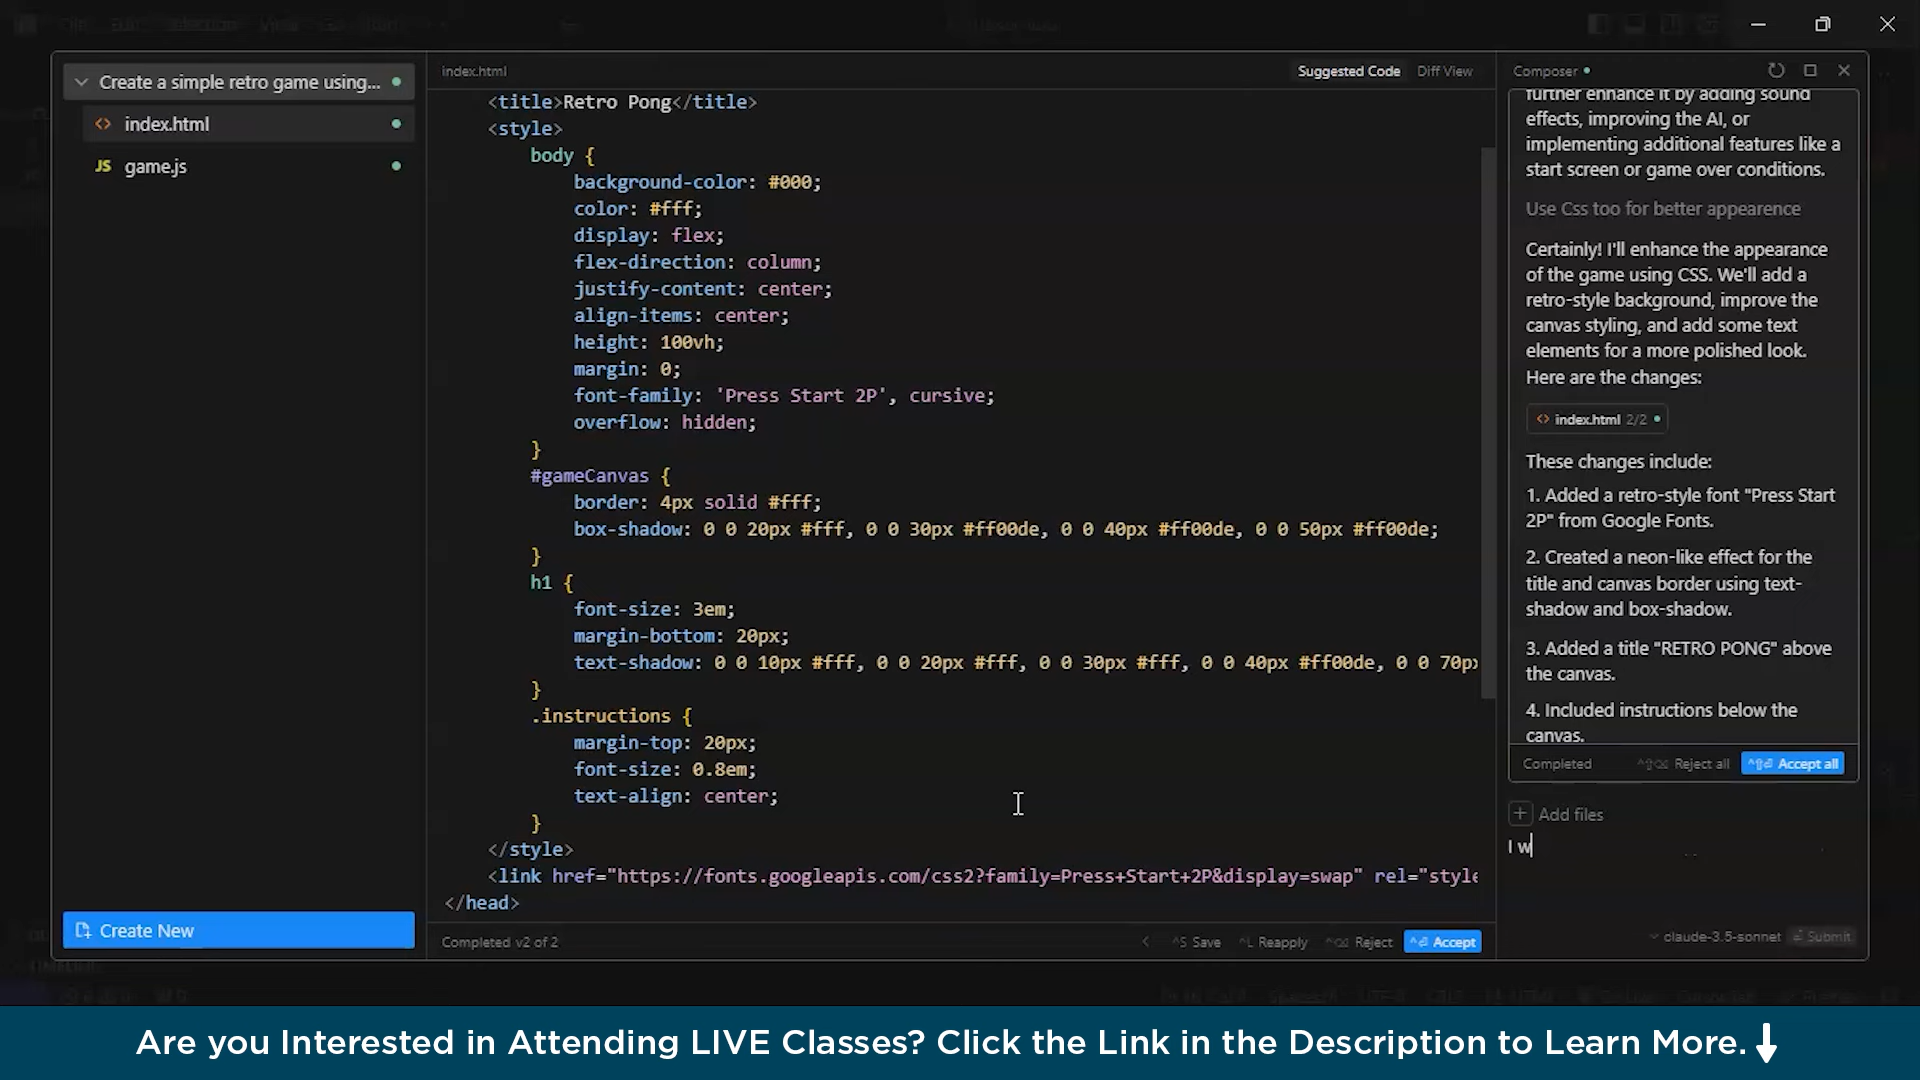 Create a simple retro game using...
index.html
JS game.js
Create New
index.html
Suggested Code Diff View
<title>Retro Pong</title>
<style>
body {
background-color: #000;
color: #fff;
display: flex;
flex-direction: column;
justify-content: center;
align-items: center;
height: 100vh;
margin: 0;
font-family: 'Press Start 2P', cursive;
overflow: hidden;
}
#gameCanvas {
border: 4px solid #fff;
box-shadow: 0 0 20px #fff, 0 0 30px #ff00de, 0 0 40px #ff00de, 0 0 50px #ff00de;
}
h1 {
font-size: 3em;
margin-bottom: 20px;
text-shadow: 0 0 10px #fff, 0 0 20px #fff, 0 0 30px #fff, 0 0 40px #ff00de, 0 0 70px
}
.instructions {
margin-top: 20px;
font-size: 0.8em;
text-align: center;
}
</style>
<link href="https://fonts.googleapis.com/css2?family=Press+Start+2P&display=swap" rel="style
</head>
Completed v2 of 2
^S Save ^L Reapply Reject Accept
Composer
further enhance it by adding sound
effects, improving the AI, or
implementing additional features like a
start screen or game over conditions.
Use Css too for better appearence
Certainly! I'll enhance the appearance
of the game using CSS. We'll add a
retro-style background, improve the
canvas styling, and add some text
elements for a more polished look.
Here are the changes:
index.html 2/2
These changes include:
1. Added a retro-style font "Press Start
2P" from Google Fonts.
2. Created a neon-like effect for the
title and canvas border using text-
shadow and box-shadow.
3. Added a title "RETRO PONG" above
the canvas.
4. Included instructions below the
canvas.
Completed Reject all Accept all
+ Add files
I w
claude-3.5-sonnet Submit
Are you Interested in Attending LIVE Classes? Click the Link in the Description to Learn More.